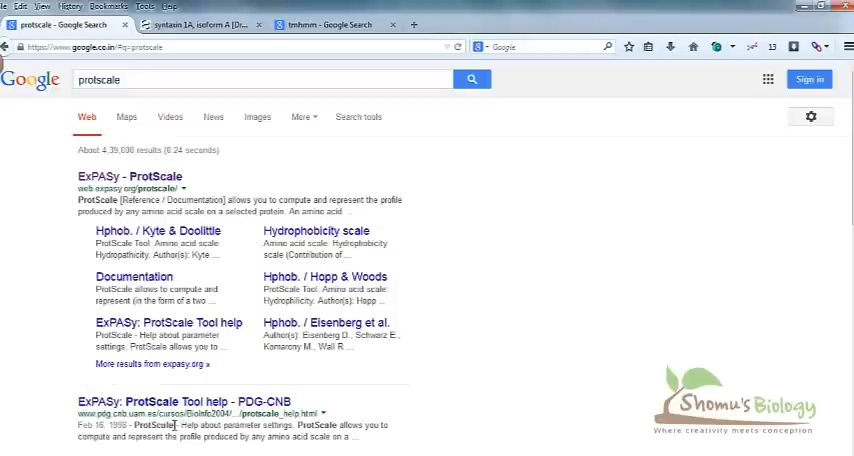 le Edit View History Bookmarks Tools Help
protscale - Google Search
syntaxin 1A, isoform A [Dr...
tmhmm - Google Search
https://www.google.co.in/#q=protscale
Google
13
Google
protscale
Sign in
Web Maps Videos News Images More Search tools
About 4,39,000 results (0.24 seconds)
ExPASy - ProtScale
web.expasy.org/protscale/
ProtScale [Reference / Documentation] allows you to compute and represent the profile
produced by any amino acid scale on a selected protein. An amino acid ...
Hphob. / Kyte & Doolittle
ProtScale Tool. Amino acid scale:
Hydropathicity. Author(s): Kyte ...
Hydrophobicity scale
Amino acid scale: Hydrophobicity
scale (Contribution of ...
Documentation
ProtScale allows to compute and
represent (in the form of a two ...
Hphob. / Hopp & Woods
ProtScale Tool. Amino acid scale:
Hydrophilicity. Author(s): Hopp ...
ExPASy: ProtScale Tool help
ProtScale - Help about parameter
settings. ProtScale allows you to ...
Hphob. / Eisenberg et al.
Author(s): Eisenberg D., Schwarz E.,
Komarony M., Wall R. ...
More results from expasy.org »
ExPASy: ProtScale Tool help - PDG-CNB
www.pdg.cnb.uam.es/cursos/BioInfo2004/.../protscale_help.html
Feb 16, 1998 - ProtScale - Help about parameter settings. ProtScale allows you to
compute and represent the profile produced by any amino acid scale on a ...
Shomu's Biology
Where creativity meets conception